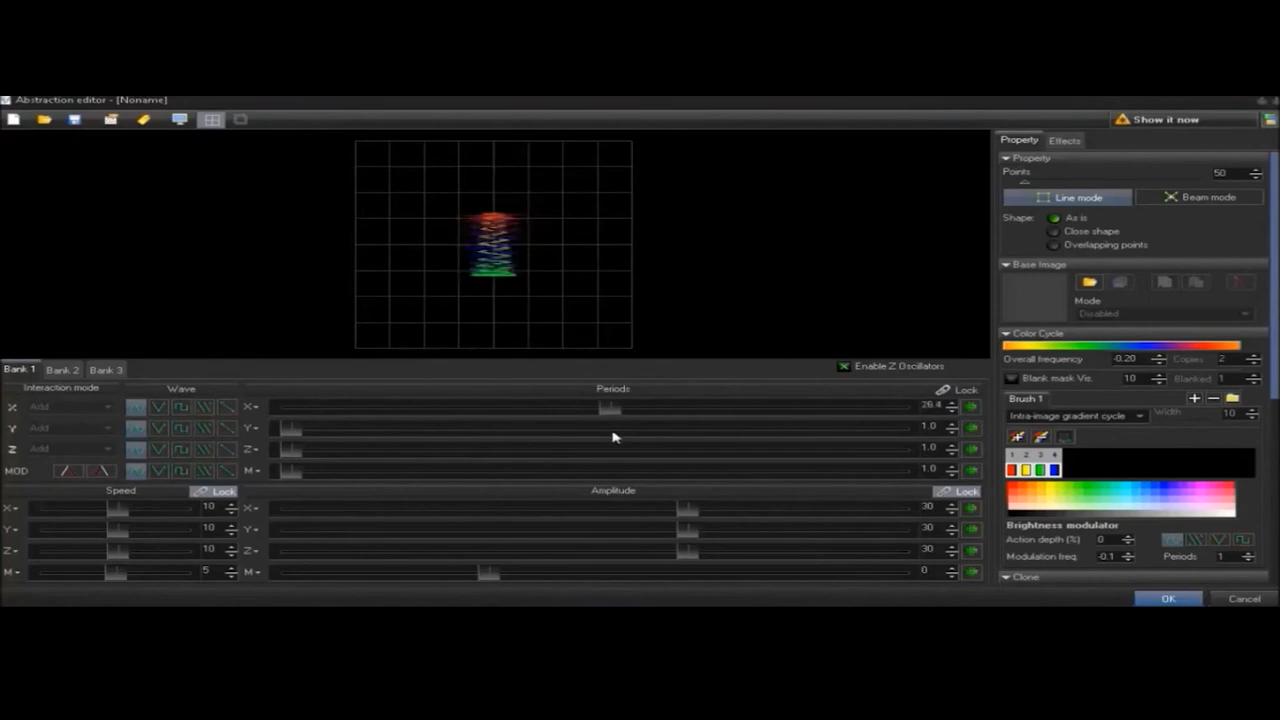 Abstraction editor - [Noname]
Show it now
Property Effects
Property
Points 50
Line mode Beam mode
Shape: As is
Close shape
Overlapping points
Base Image
Mode
Disabled
Color Cycle
Overall frequency -0.20 Copies 2
Blank mask Vis. 10 Blanked 1
Brush 1
Intra-image gradient cycle Width 10
1 2 3 4
Brightness modulator
Action depth (%) 0
Modulation freq. -0.1 Periods 1
Clone
OK Cancel
Bank 1 Bank 2 Bank 3 Enable Z Oscillators
Interaction mode Wave Periods Lock
X Add X 26.4
Y Add Y 1.0
Z Add Z 1.0
MOD M 1.0
Speed Lock Amplitude Lock
X 10 X 30
Y 10 Y 30
Z 10 Z 30
M 5 M 0